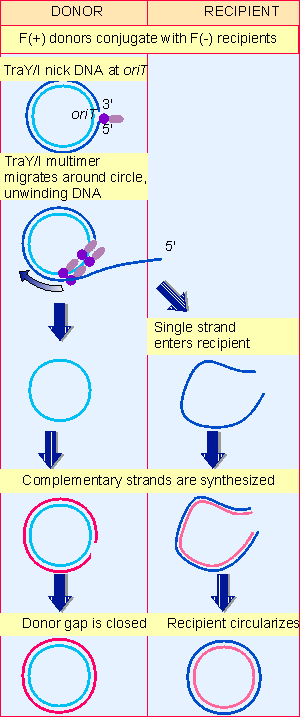 DONOR RECIPIENT
F(+) donors conjugate with F(-) recipients
TraY/I nick DNA at oriT
3'
oriT
5'
TraY/I multimer
migrates around circle,
unwinding DNA
5'
Single strand
enters recipient
Complementary strands are synthesized
Donor gap is closed Recipient circularizes